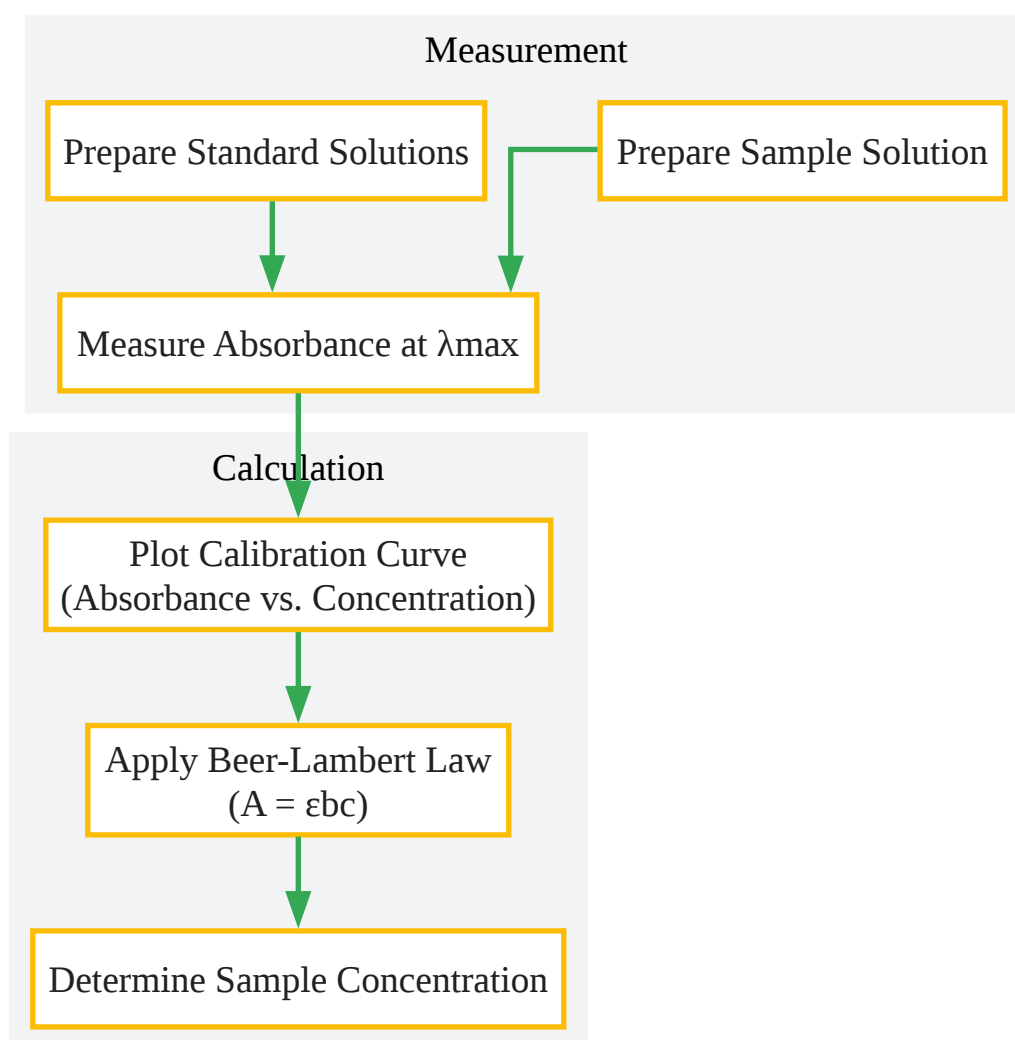 Measurement
Prepare Standard Solutions
Prepare Sample Solution
Measure Absorbance at λmax
Calculation
Plot Calibration Curve
(Absorbance vs. Concentration)
Apply Beer-Lambert Law
(A = εbc)
Determine Sample Concentration